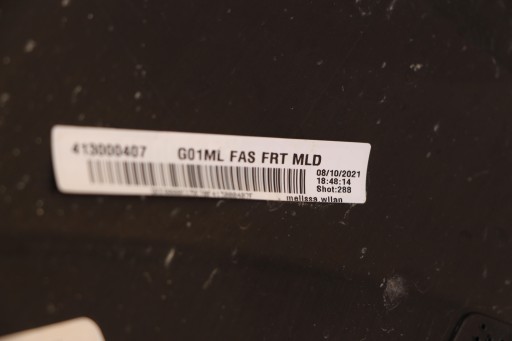 413000407 G01ML FAS FRT MLD
08/10/2021
18:48:14
Shot:288
melissa wilan